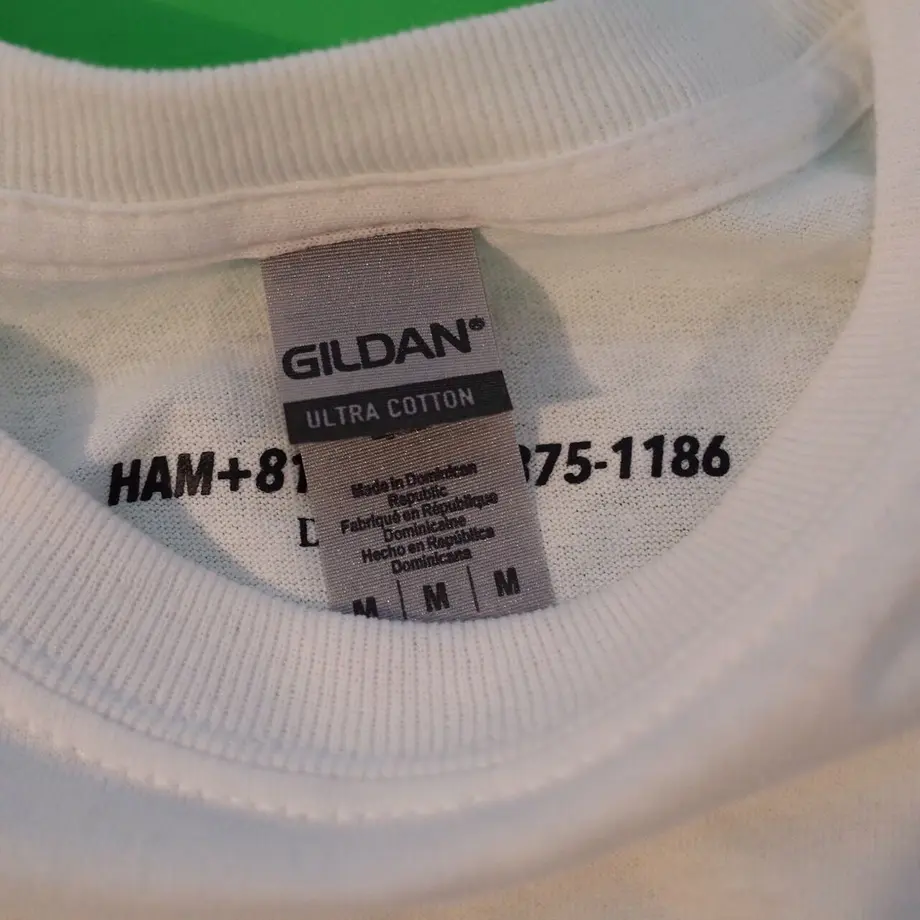 GILDAN®
ULTRA COTTON
HAM+81 375-1186
Made in Dominican
Republic
Fabriqué en République
Dominicaine
Hecho en República
Dominicana
M | M | M